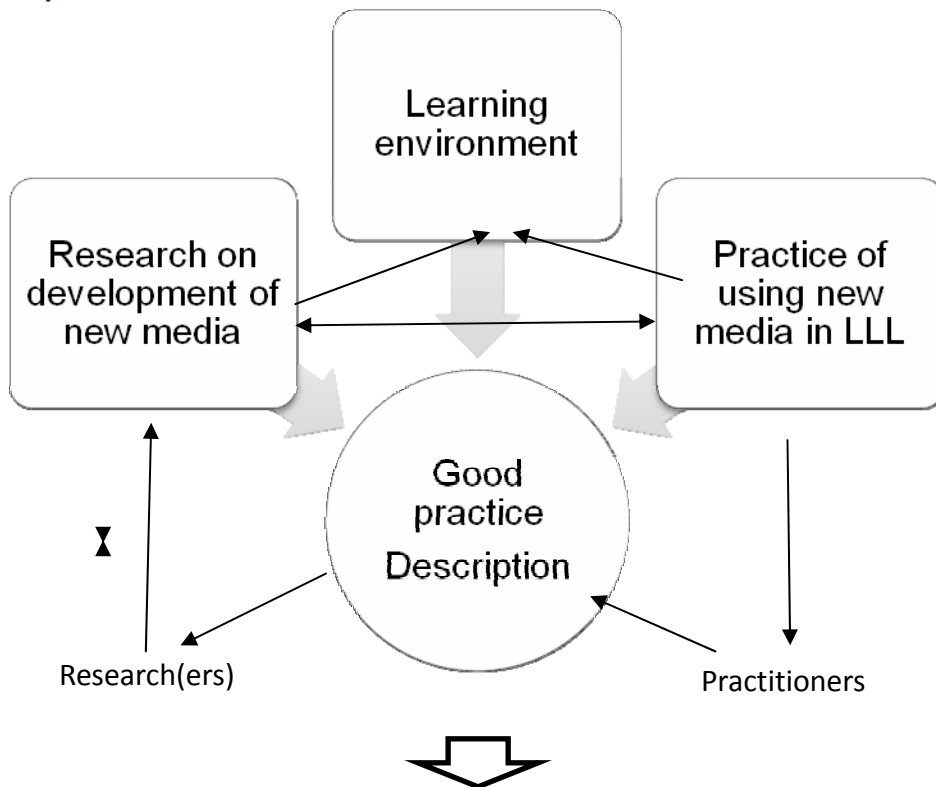 Learning
environment
Research on
development of
new media
Practice of
using new
media in LLL
Good
practice
Description
Research(ers)
Practitioners